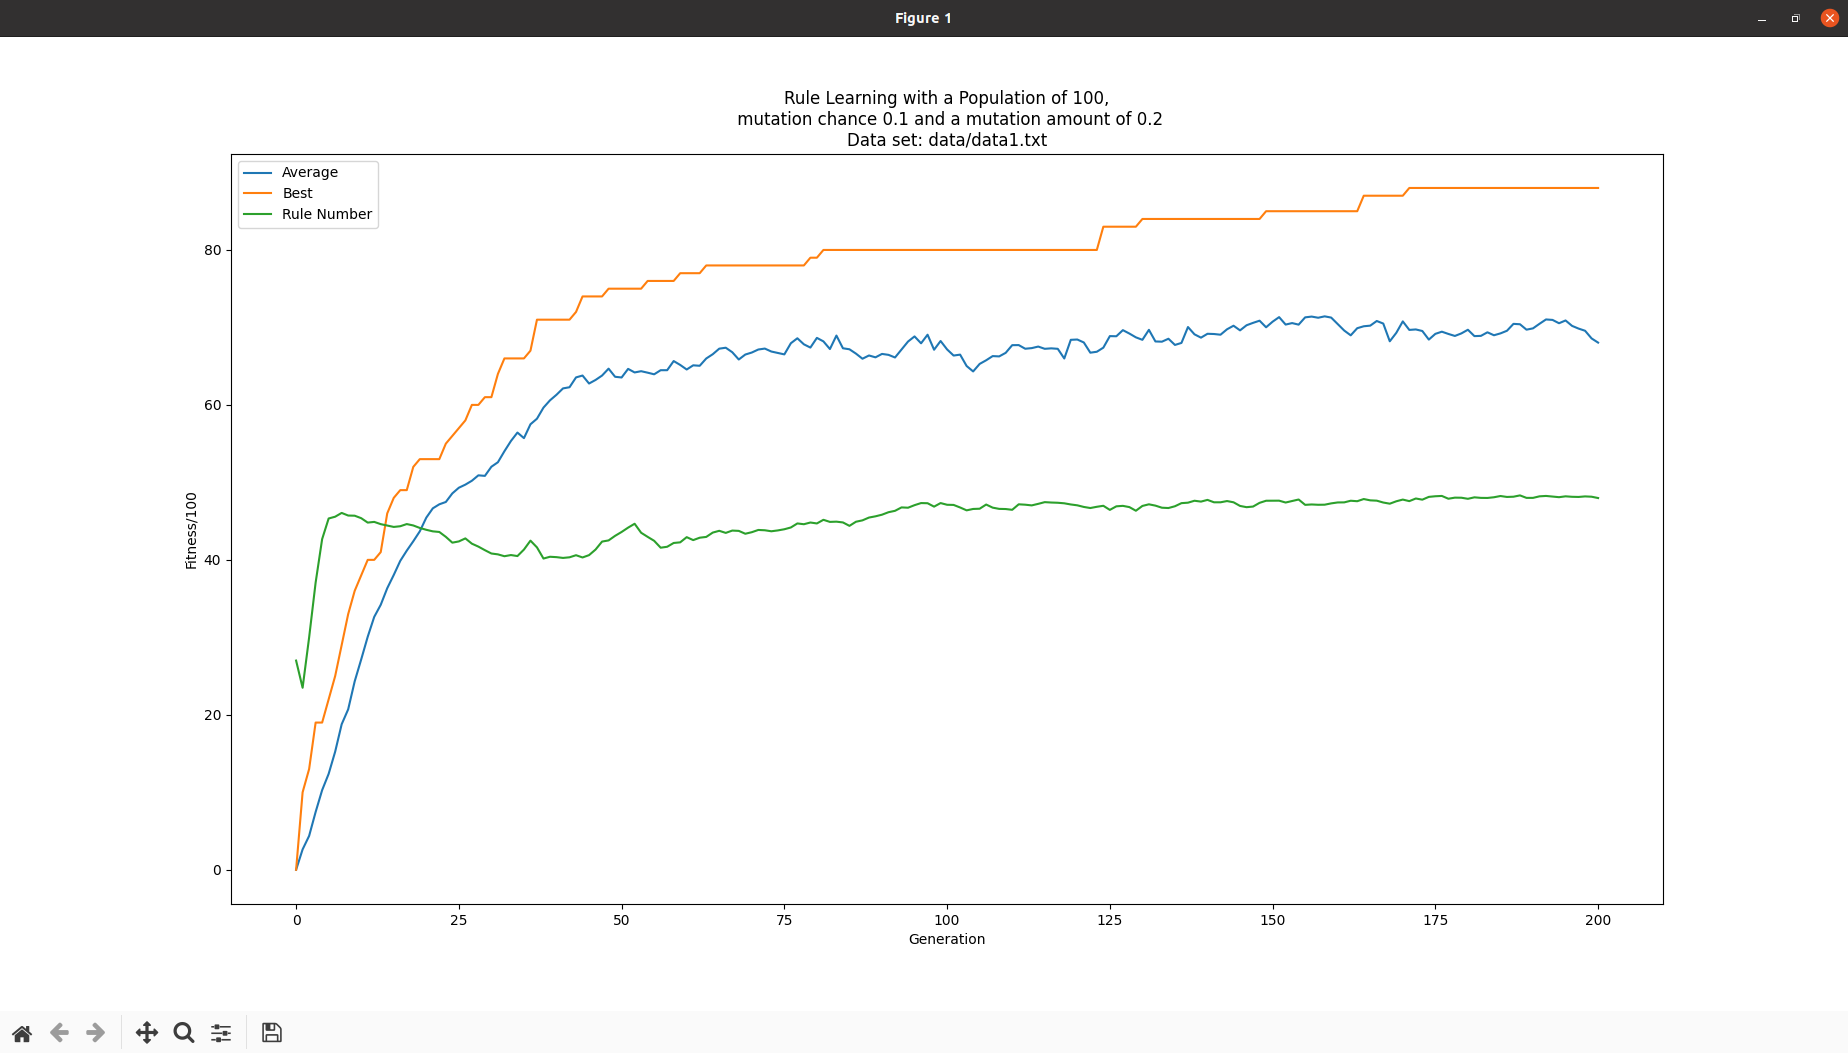 Figure 1
Rule Learning with a Population of 100,
mutation chance 0.1 and a mutation amount of 0.2
Data set: data/data1.txt
Average
Best
Rule Number
80
60
40
20
0
Fitness/100
0 25 50 75 100 125 150 175 200
Generation